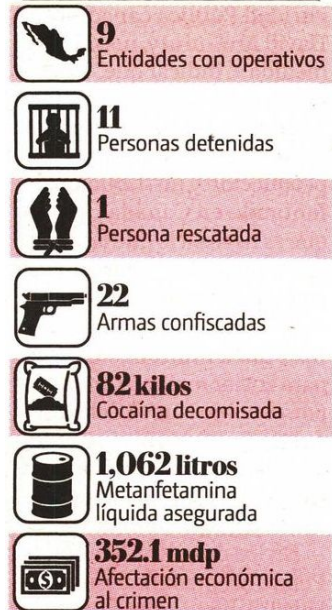 9
Entidades con operativos
11
Personas detenidas
1
Persona rescatada
22
Armas confiscadas
82 kilos
Cocaína decomisada
1,062 litros
Metanfetamina
líquida asegurada
352.1 mdp
Afectación económica
al crimen